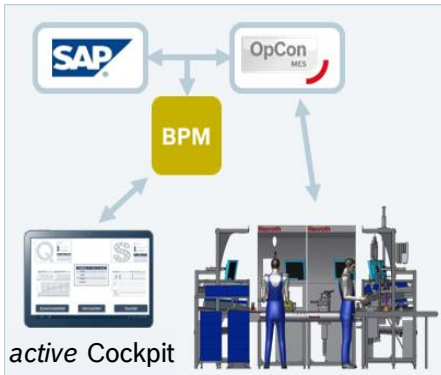 SAP
®
OpCon
MES
BPM
Rexroth Rexroth
Q S
active Cockpit